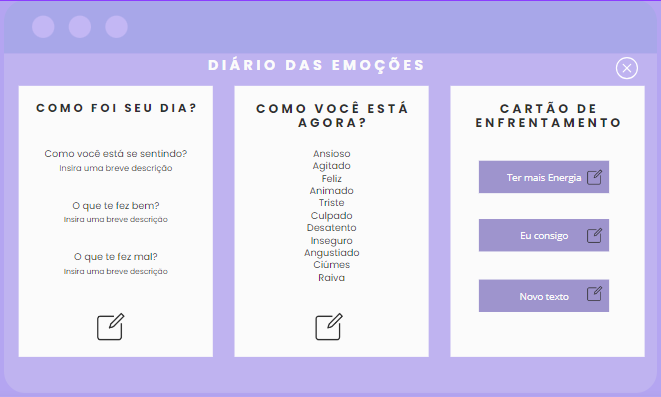 DIÁRIO DAS EMOÇÕES
COMO FOI SEU DIA?
Como você está se sentindo?
Insira uma breve descrição
O que te fez bem?
Insira uma breve descrição
O que te fez mal?
Insira uma breve descrição
COMO VOCÊ ESTÁ
AGORA?
Ansioso
Agitado
Feliz
Animado
Triste
Culpado
Desatento
Inseguro
Angustiado
Ciúmes
Raiva
CARTÃO DE
ENFRENTAMENTO
Ter mais Energia
Eu consigo
Novo texto